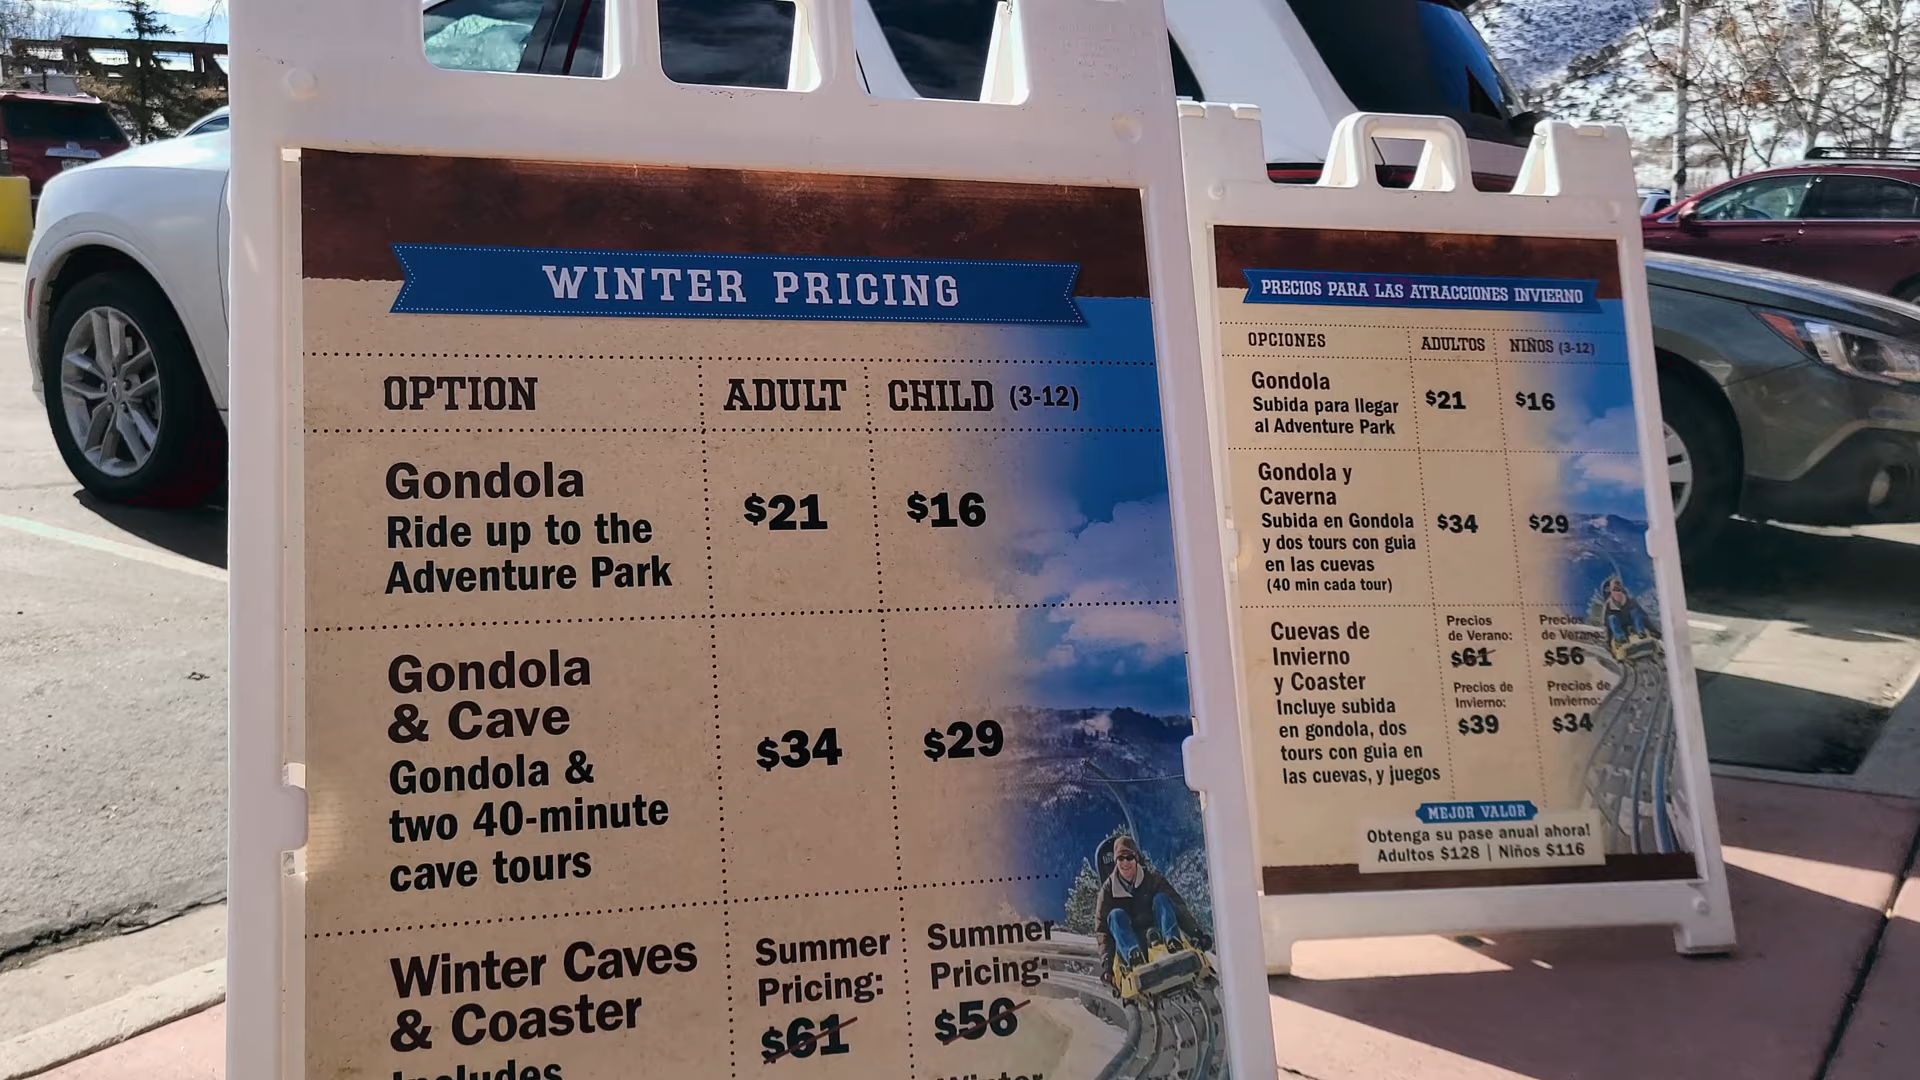 WINTER PRICING
OPTION ADULT CHILD (3-12)
Gondola
Ride up to the
Adventure Park
$21 $16
Gondola
& Cave
Gondola &
two 40-minute
cave tours
$34 $29
Winter Caves
& Coaster
Includes
Summer
Pricing:
$61
Summer
Pricing:
$56
Winter
PRECIOS PARA LAS ATRACCIONES INVIERNO
OPCIONES ADULTOS NIÑOS (3-12)
Gondola
Subida para llegar
al Adventure Park
$21 $16
Gondola y
Caverna
Subida en Gondola
y dos tours con guia
en las cuevas
(40 min cada tour)
$34 $29
Cuevas de
Invierno
y Coaster
Incluye subida
en gondola, dos
tours con guia en
las cuevas, y juegos
Precios
de Verano:
$61
Precios de
Invierno:
$39
Precios
de Verano:
$56
Precios de
Invierno:
$34
MEJOR VALOR
Obtenga su pase anual ahora!
Adultos $128 | Niños $116